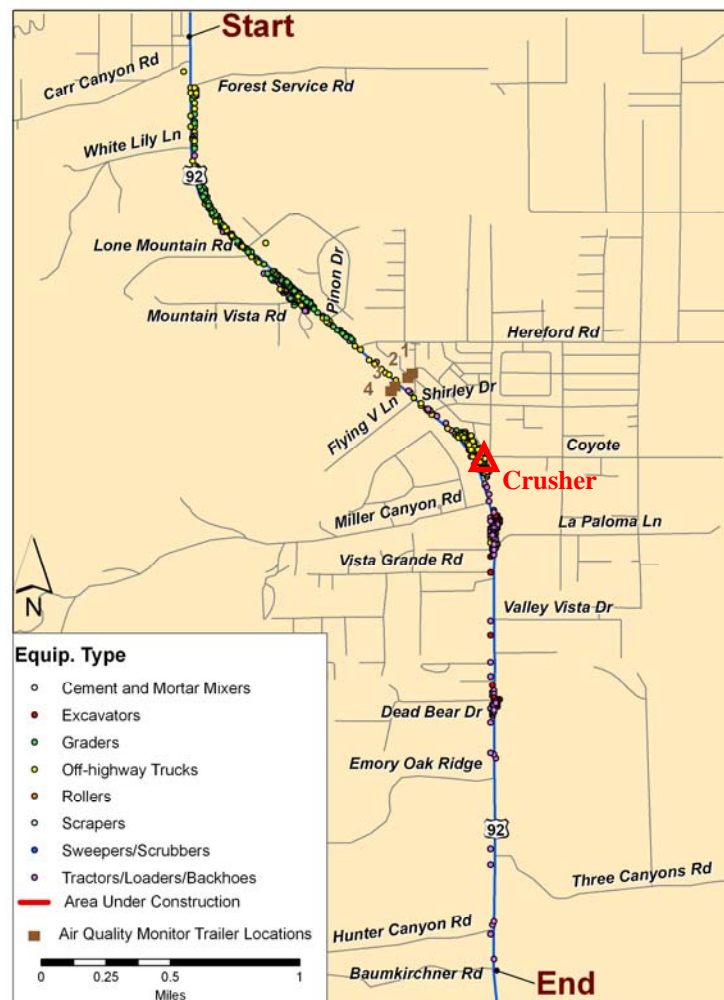 Start
Carr Canyon Rd
Forest Service Rd
White Lily Ln
92
Lone Mountain Rd
Pinon Dr
Mountain Vista Rd
Hereford Rd
1
2
3
4
Shirley Dr
Flying V Ln
Coyote
Crusher
Miller Canyon Rd
La Paloma Ln
Vista Grande Rd
N
Valley Vista Dr
Equip. Type
Cement and Mortar Mixers
Excavators
Graders
Off-highway Trucks
Rollers
Scrapers
Sweepers/Scrubbers
Tractors/Loaders/Backhoes
Area Under Construction
Air Quality Monitor Trailer Locations
0 0.25 0.5 1
Miles
Dead Bear Dr
Emory Oak Ridge
92
Three Canyons Rd
Hunter Canyon Rd
Baumkirchner Rd
End